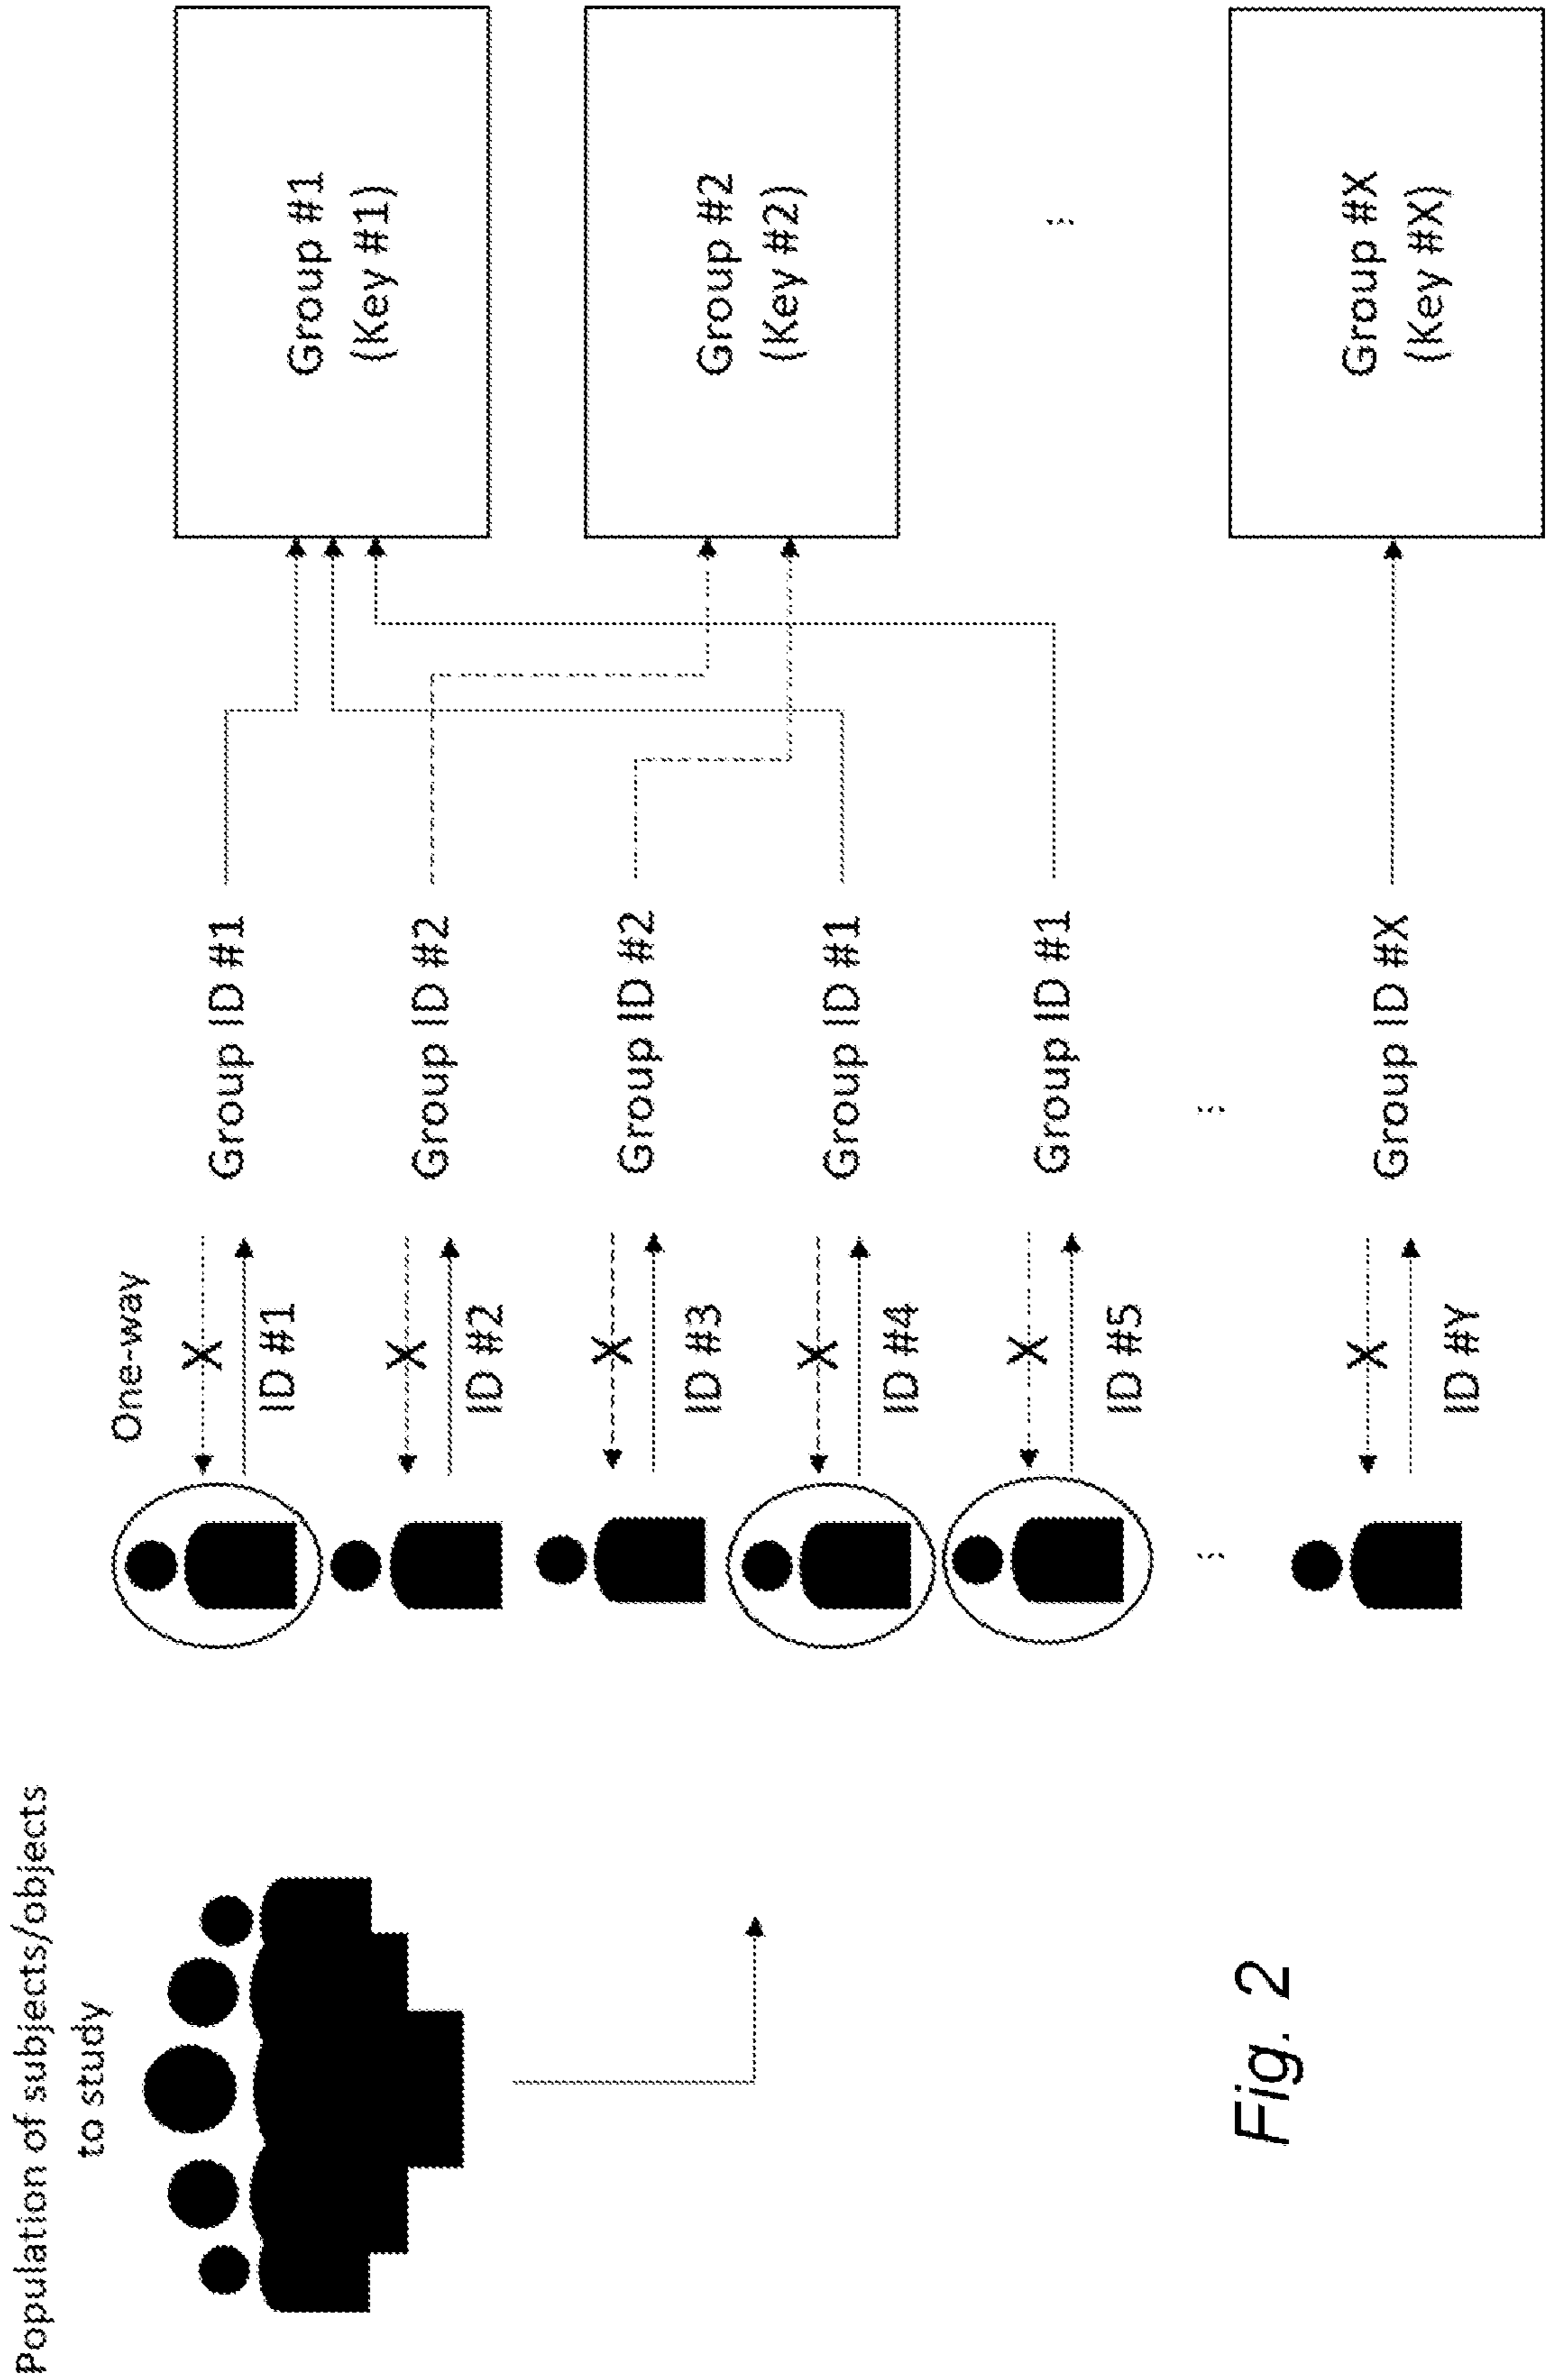 Population of subjects/objects
to study
One-way
X
ID #1
Group ID #1
Group #1
(Key #1)
X
ID #2
Group ID #2
Group #2
(Key #2)
X
ID #3
Group ID #2
X
ID #4
Group ID #1
X
ID #5
Group ID #1
...
...
...
X
ID #Y
Group ID #X
Group #X
(Key #X)
Fig. 2